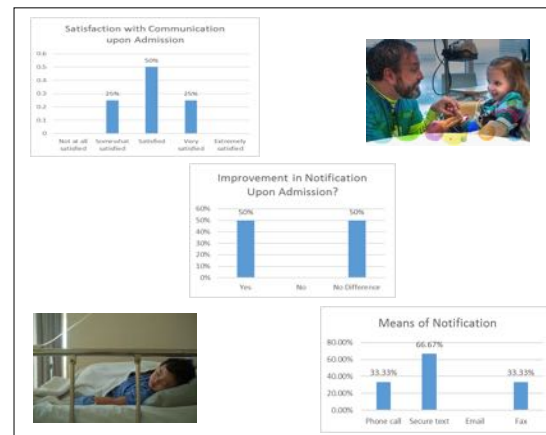 Satisfaction with Communication
upon Admission
0.6
50%
0.5
0.4
0.3
25%
25%
0.2
0.1
0
Not at all
satisfied
Somewhat
satisfied
Satisfied
Very
satisfied
Extremely
satisfied
Improvement in Notification
Upon Admission?
60%
50%
50%
50%
40%
30%
20%
10%
0%
Yes
No
No Difference
Means of Notification
80.00%
66.67%
60.00%
33.33%
33.33%
40.00%
20.00%
0.00%
Phone call
Secure text
Email
Fax